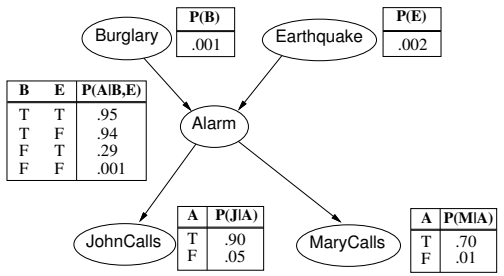 Burglary
P(B)
.001
Earthquake
P(E)
.002
B E P(A|B,E)
T T .95
T F .94
F T .29
F F .001
Alarm
JohnCalls
A P(J|A)
T .90
F .05
MaryCalls
A P(M|A)
T .70
F .01